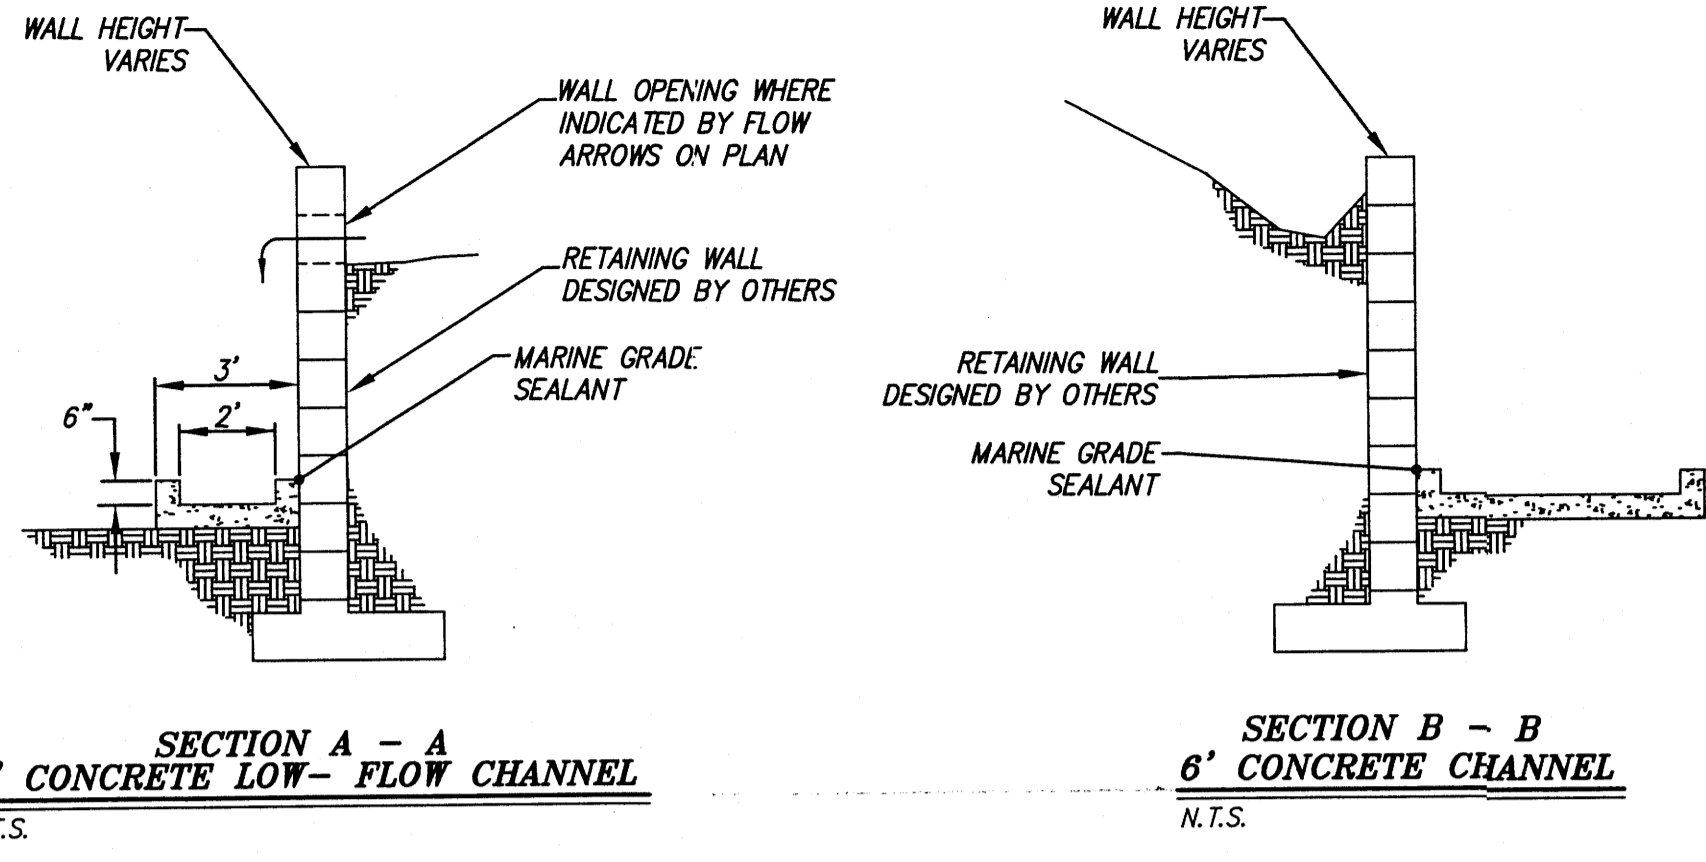 WALL HEIGHT
VARIES
WALL OPENING WHERE
INDICATED BY FLOW
ARROWS ON PLAN
RETAINING WALL
DESIGNED BY OTHERS
MARINE GRADE
SEALANT
3'
2'
6"
SECTION A - A
' CONCRETE LOW- FLOW CHANNEL
T.S.
WALL HEIGHT
VARIES
RETAINING WALL
DESIGNED BY OTHERS
MARINE GRADE
SEALANT
SECTION B - B
6' CONCRETE CHANNEL
N.T.S.